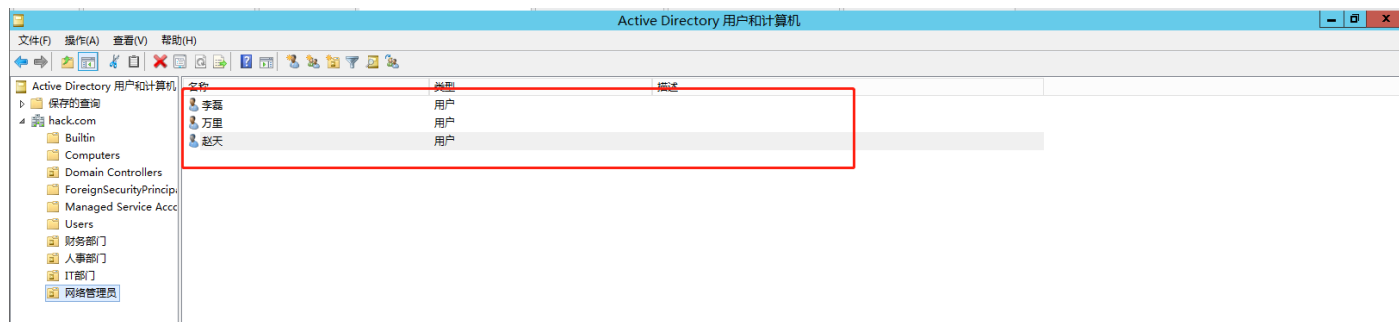 Active Directory 用户和计算机
文件(F) 操作(A) 查看(V) 帮助(H)
Active Directory 用户和计算机
保存的查询
hack.com
Builtin
Computers
Domain Controllers
ForeignSecurityPrincipa
Managed Service Acc
Users
财务部门
人事部门
IT部门
网络管理员
名称 类型 描述
李磊 用户
万里 用户
赵天 用户